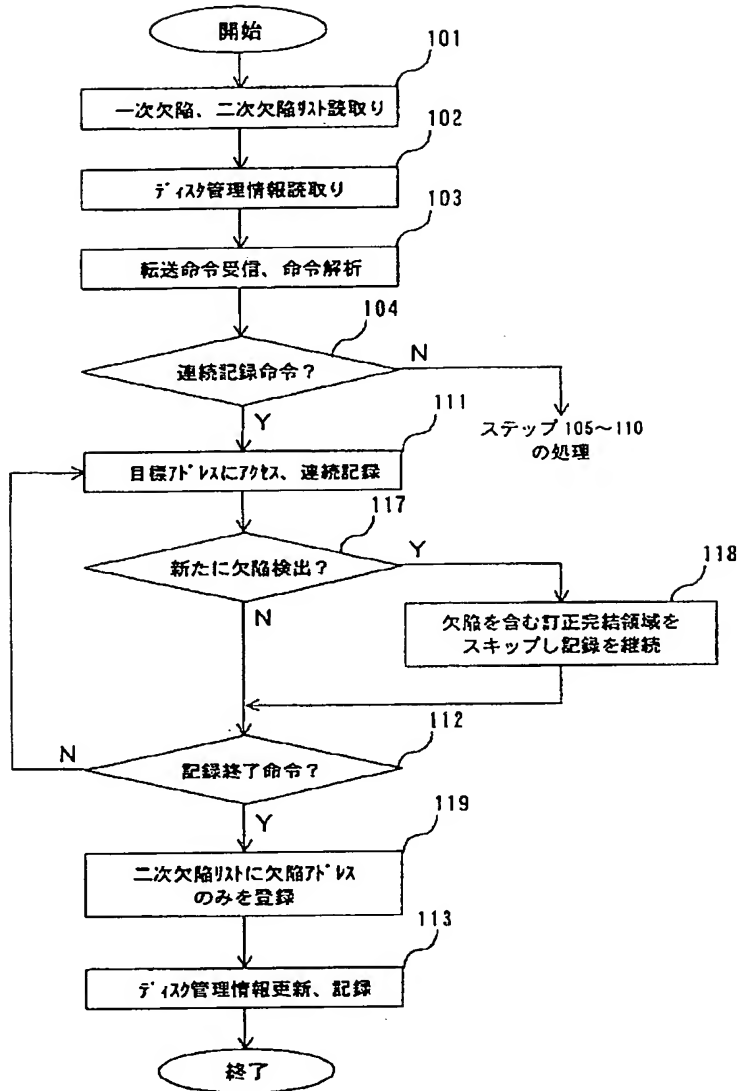 開始
101
一次欠陥、二次欠陥ﾘｽﾄ読取り
102
ﾃﾞｨｽｸ管理情報読取り
103
転送命令受信、命令解析
104
連続記録命令?
N
Y
ステップ 105〜110
の処理
111
目標ｱﾄﾞﾚｽにｱｸｾｽ、連続記録
117
新たに欠陥検出?
Y
N
118
欠陥を含む訂正完結領域を
スキップし記録を継続
112
記録終了命令?
N
Y
119
二次欠陥ﾘｽﾄに欠陥ｱﾄﾞﾚｽ
のみを登録
113
ﾃﾞｨｽｸ管理情報更新、記録
終了